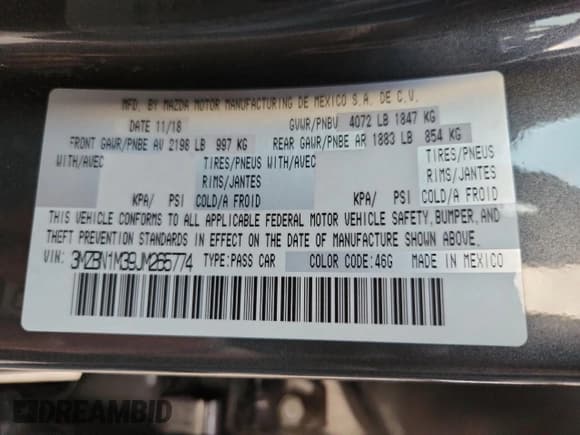 MFD. BY MAZDA MOTOR MANUFACTURING DE MEXICO S.A. DE C.V.
DATE 11/18 GVWR/PNBV 4072 LB 1847 KG
FRONT GAWR/PNBE AV 2198 LB 997 KG REAR GAWR/PNBE AR 1883 LB 854 KG
WITH/AVEC TIRES/PNEUS WITH/AVEC TIRES/PNEUS
RIMS/JANTES RIMS/JANTES
KPA/ PSI COLD/A FROID KPA/ PSI COLD/A FROID
THIS VEHICLE CONFORMS TO ALL APPLICABLE FEDERAL MOTOR VEHICLE SAFETY, BUMPER, AND
THEFT PREVENTION STANDARDS IN EFFECT ON THE DATE OF MANUFACTURE SHOWN ABOVE.
VIN: 3MZBN1M39JM265774 TYPE:PASS CAR COLOR CODE:46G MADE IN MEXICO
DREAMBID